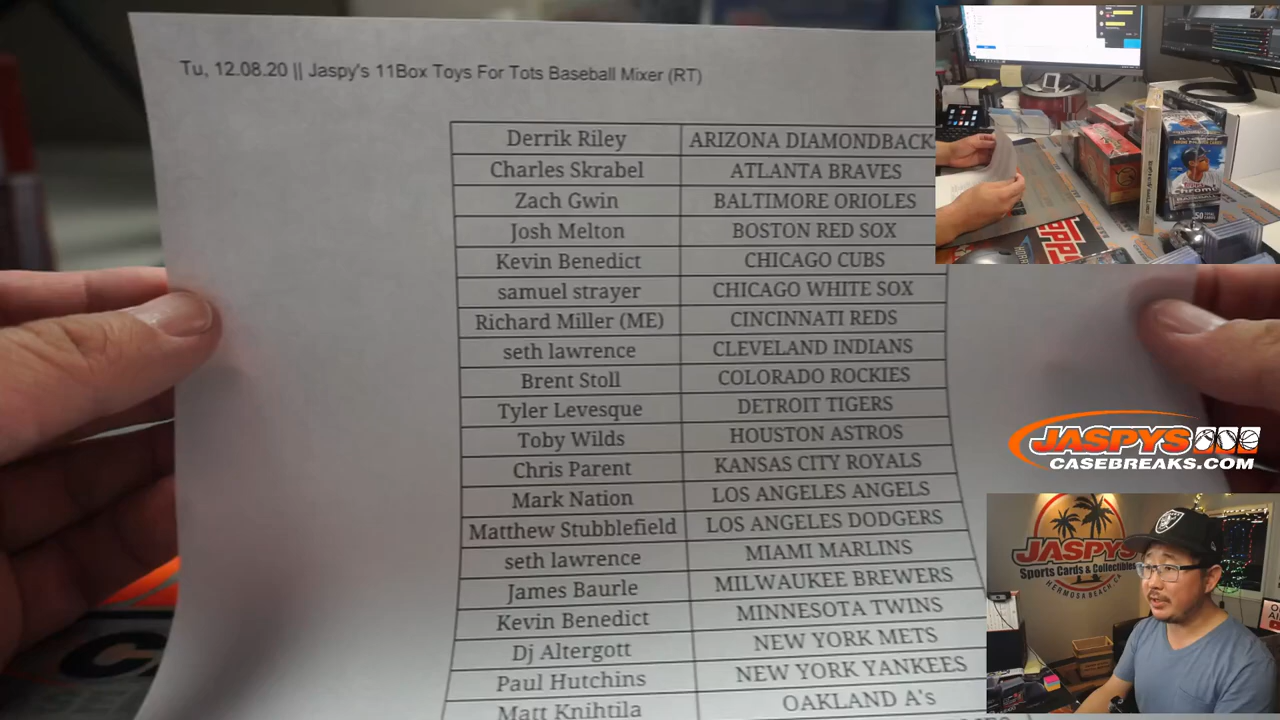 Tu, 12.08.20 || Jaspy's 11Box Toys For Tots Baseball Mixer (RT)
Derrik Riley ARIZONA DIAMONDBACK
Charles Skrabel ATLANTA BRAVES
Zach Gwin BALTIMORE ORIOLES
Josh Melton BOSTON RED SOX
Kevin Benedict CHICAGO CUBS
samuel strayer CHICAGO WHITE SOX
Richard Miller (ME) CINCINNATI REDS
seth lawrence CLEVELAND INDIANS
Brent Stoll COLORADO ROCKIES
Tyler Levesque DETROIT TIGERS
Toby Wilds HOUSTON ASTROS
Chris Parent KANSAS CITY ROYALS
Mark Nation LOS ANGELES ANGELS
Matthew Stubblefield LOS ANGELES DODGERS
seth lawrence MIAMI MARLINS
James Baurle MILWAUKEE BREWERS
Kevin Benedict MINNESOTA TWINS
Dj Altergott NEW YORK METS
Paul Hutchins NEW YORK YANKEES
Matt Knihtila OAKLAND A's
Chrome
TOPPS
JASPYS
CASEBREAKS.COM
JASPYS
Sports Cards & Collectibles
HERMOSA BEACH, CA